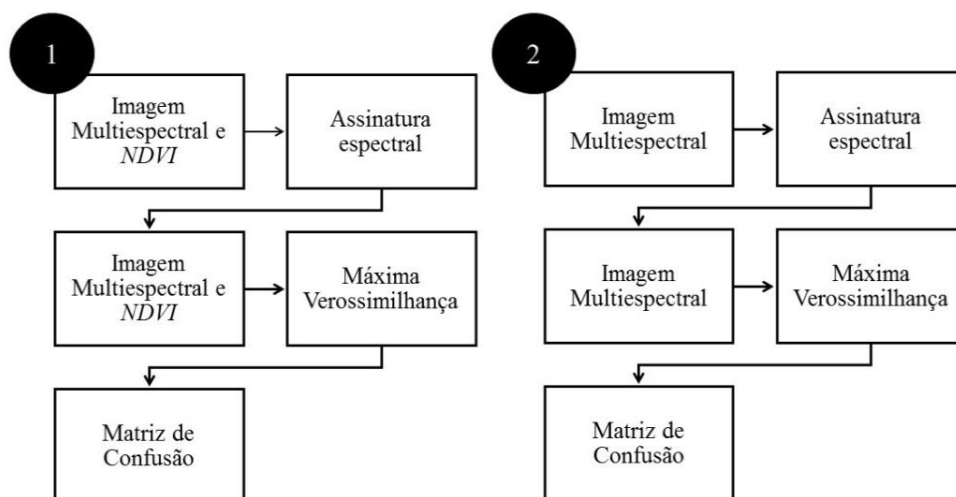 1
Imagem
Multiespectral e
NDVI
Assinatura
espectral
Imagem
Multiespectral e
NDVI
Máxima
Verossimilhança
Matriz de
Confusão
2
Imagem
Multiespectral
Assinatura
espectral
Imagem
Multiespectral
Máxima
Verossimilhança
Matriz de
Confusão